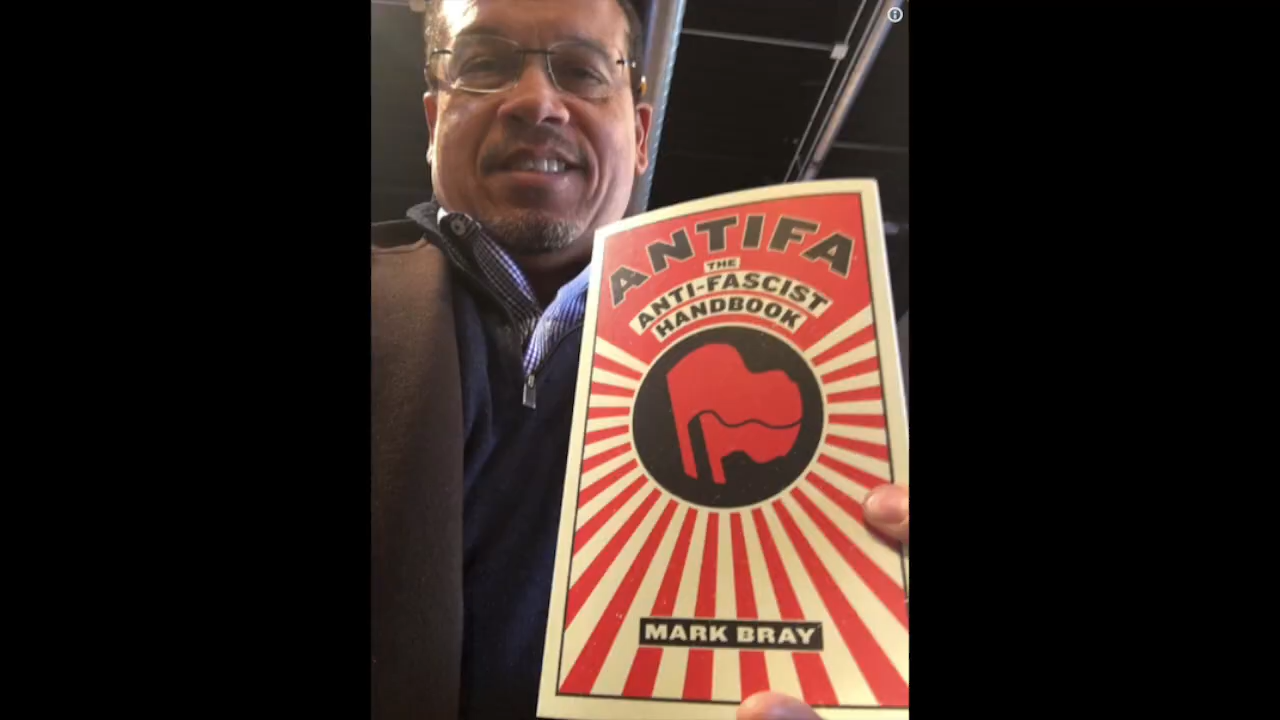 ANTIFA
THE
ANTI-FASCIST
HANDBOOK
MARK BRAY